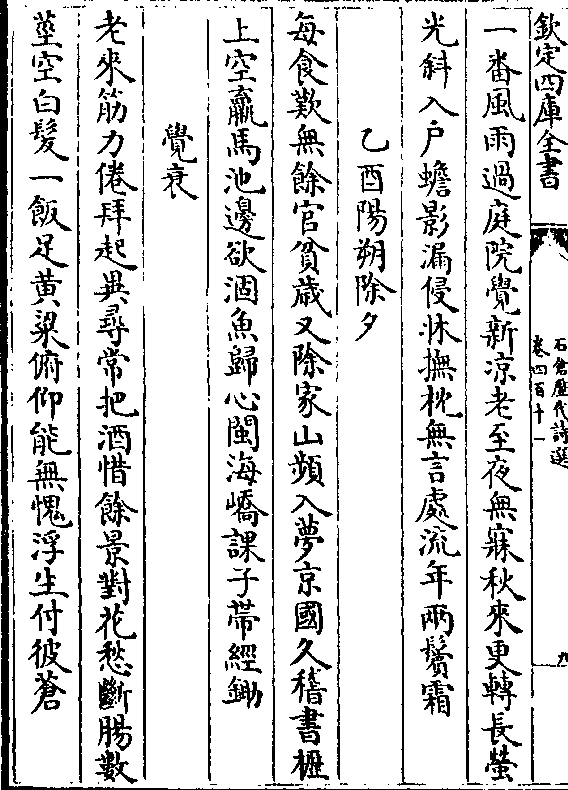 欽定四庫全書
石倉歷代詩選
卷四百十一
九
一番風雨過庭院覺新涼老至夜無寐秋來更轉長螢
光斜入户蟾影漏侵牀撫枕無言處流年兩鬢霜
乙酉陽朔除夕
每食歎無餘官貧歲又除家山頻入夢京國久稽書櫪
上空羸馬池邊欲涸魚歸心閩海嶠課子帶經鋤
覺衰
老來筋力倦拜起異尋常把酒惜餘景對花愁斷腸數
莖空白髮一飯足黄粱俯仰能無愧浮生付彼蒼